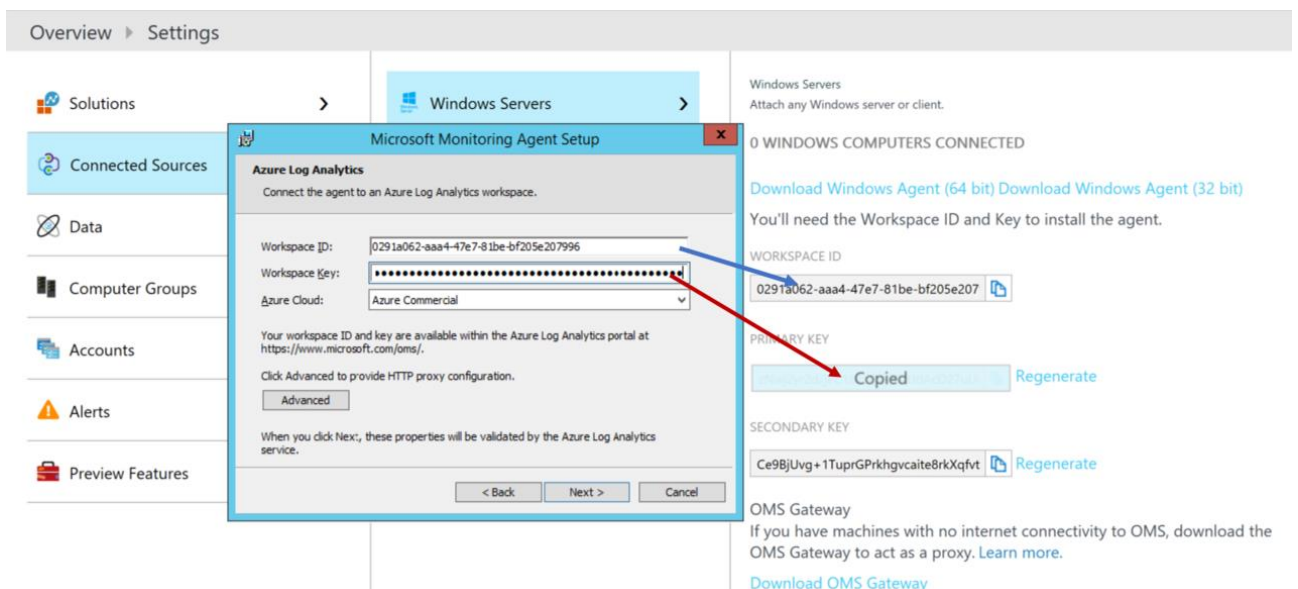 Overview Settings
Solutions
Connected Sources
Data
Computer Groups
Accounts
Alerts
Preview Features
Windows Servers
Microsoft Monitoring Agent Setup
x
Azure Log Analytics
Connect the agent to an Azure Log Analytics workspace.
Workspace ID:
0291a062-aaa4-47e7-81be-bf205e207996
Workspace Key:
Azure Cloud:
Azure Commercial
Your workspace ID and key are available within the Azure Log Analytics portal at
https://www.microsoft.com/oms/.
Click Advanced to provide HTTP proxy configuration.
Advanced
When you click Next, these properties will be validated by the Azure Log Analytics
service.
< Back Next > Cancel
Windows Servers
Attach any Windows server or client.
0 WINDOWS COMPUTERS CONNECTED
Download Windows Agent (64 bit) Download Windows Agent (32 bit)
You'll need the Workspace ID and Key to install the agent.
WORKSPACE ID
0291a062-aaa4-47e7-81be-bf205e207
PRIMARY KEY
Copied Regenerate
SECONDARY KEY
Ce9BjUvg+1TuprGPrkhgvcaite8rkXqfvt Regenerate
OMS Gateway
If you have machines with no internet connectivity to OMS, download the
OMS Gateway to act as a proxy. Learn more.
Download OMS Gateway